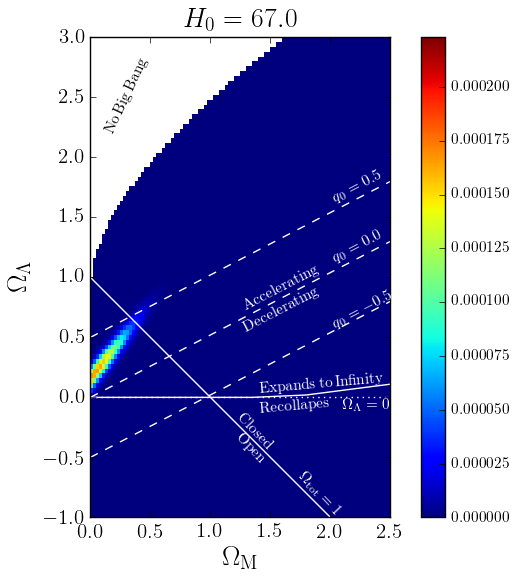 H₀ = 67.0
3.0
2.5
2.0
1.5
1.0
0.5
0.0
−0.5
−1.0
Ω_Λ
No Big Bang
q₀ = 0.5
q₀ = 0.0
Accelerating
Decelerating
q₀ = −0.5
Expands to Infinity
Recollapses
Ω_Λ = 0
Closed
Open
Ω_tot = 1
0.0
0.5
1.0
1.5
2.0
2.5
Ω_M
0.000200
0.000175
0.000150
0.000125
0.000100
0.000075
0.000050
0.000025
0.000000